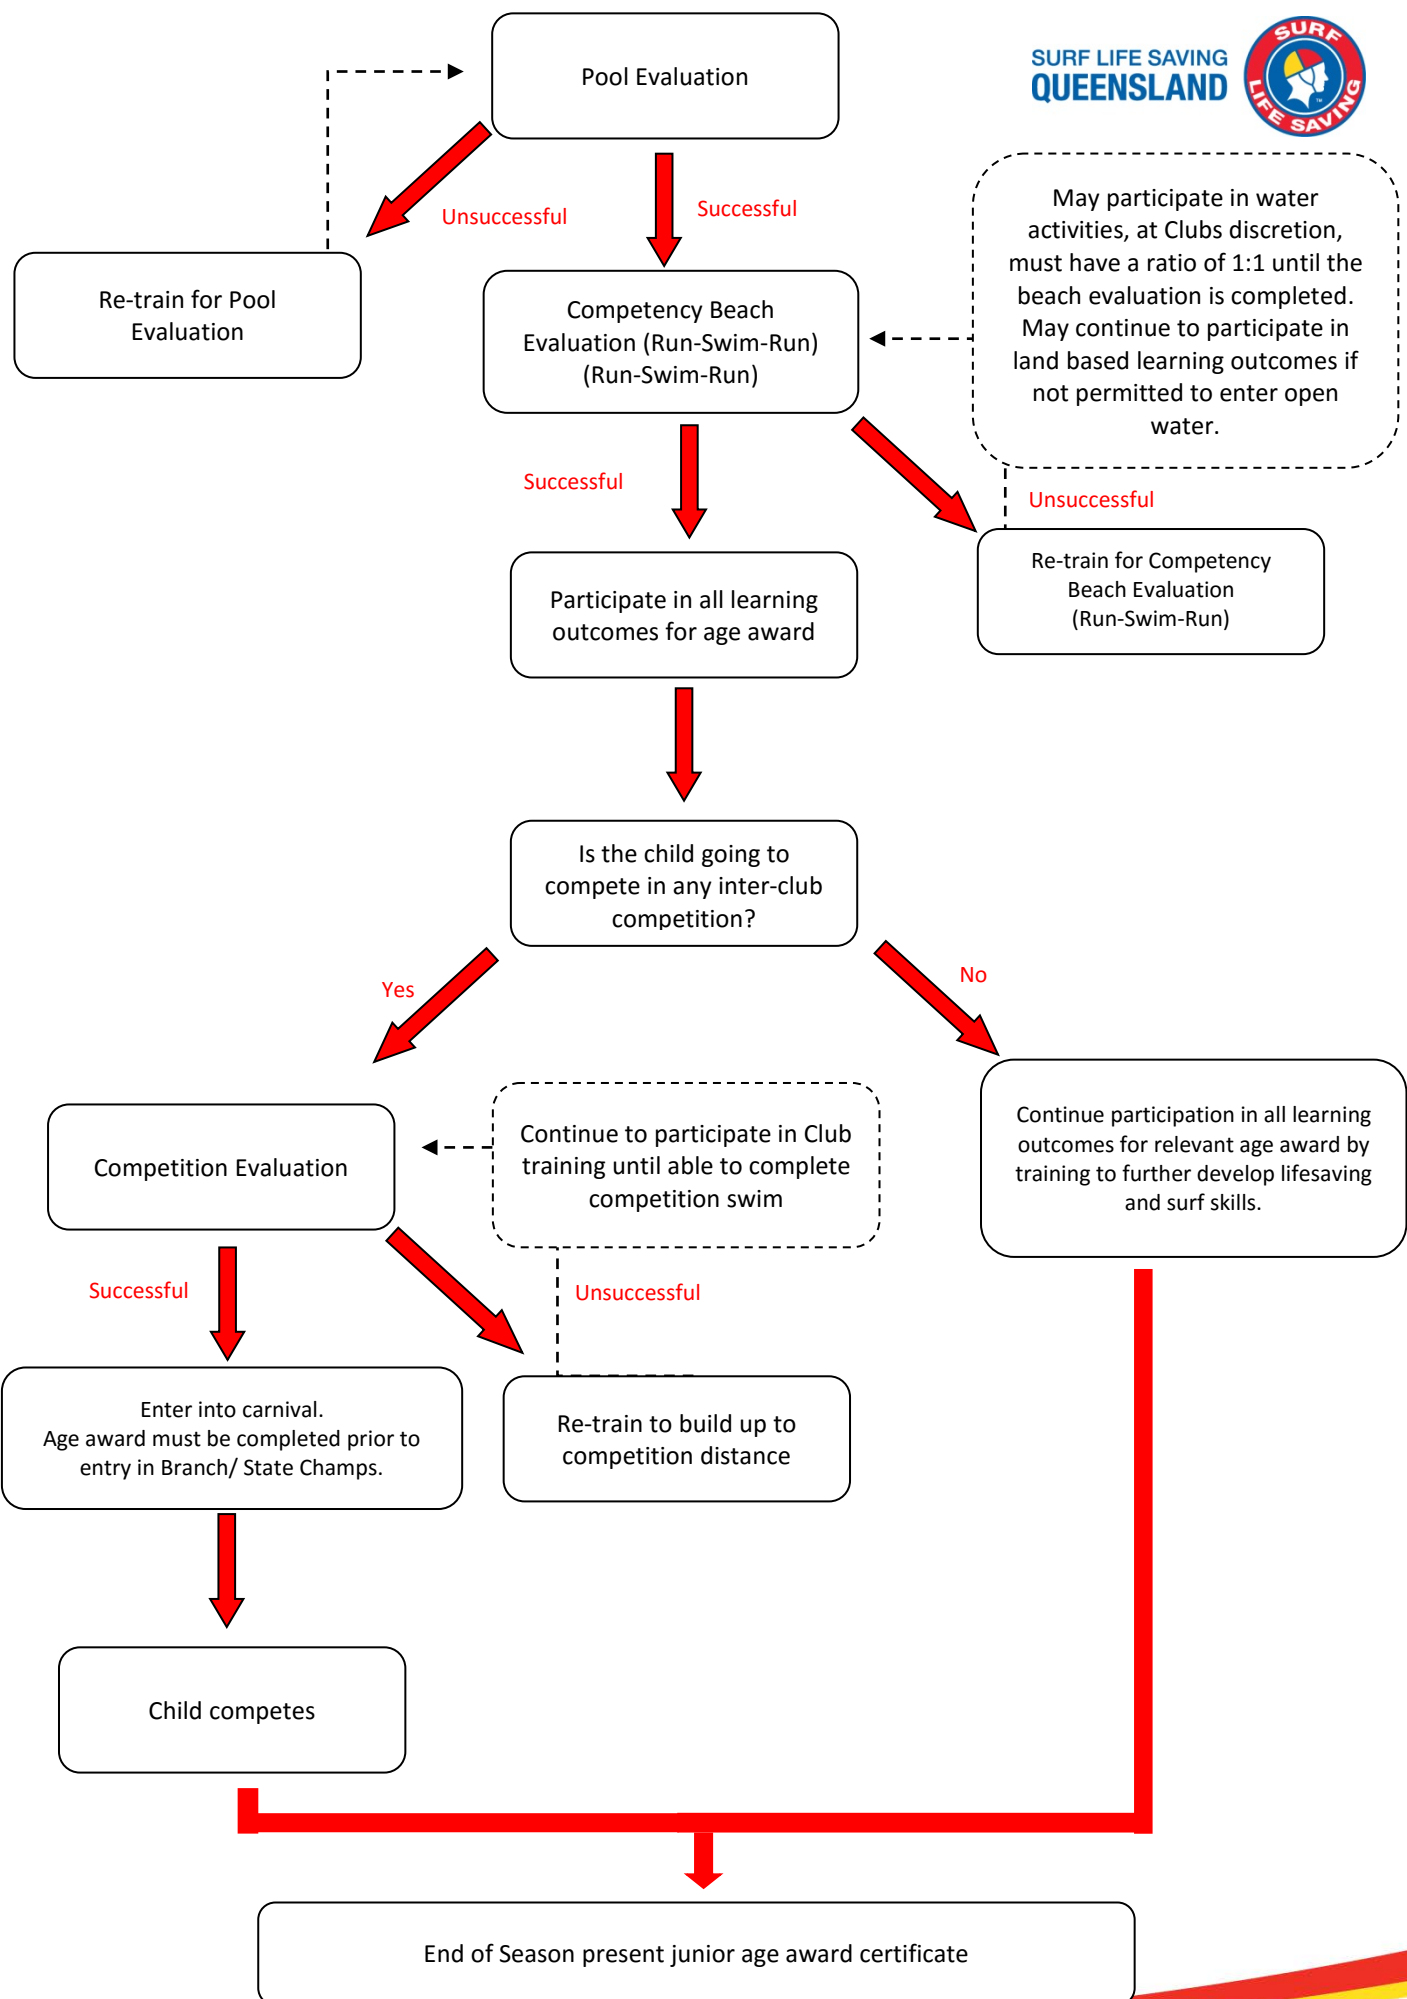 Pool Evaluation
SURF LIFE SAVING
QUEENSLAND
SURF
LIFE SAVING
Unsuccessful
Successful
May participate in water
activities, at Clubs discretion,
must have a ratio of 1:1 until the
beach evaluation is completed.
May continue to participate in
land based learning outcomes if
not permitted to enter open
water.
Re-train for Pool
Evaluation
Competency Beach
Evaluation (Run-Swim-Run)
(Run-Swim-Run)
Successful
Unsuccessful
Re-train for Competency
Beach Evaluation
(Run-Swim-Run)
Participate in all learning
outcomes for age award
Is the child going to
compete in any inter-club
competition?
Yes
No
Competition Evaluation
Continue to participate in Club
training until able to complete
competition swim
Continue participation in all learning
outcomes for relevant age award by
training to further develop lifesaving
and surf skills.
Successful
Unsuccessful
Enter into carnival.
Age award must be completed prior to
entry in Branch/ State Champs.
Re-train to build up to
competition distance
Child competes
End of Season present junior age award certificate